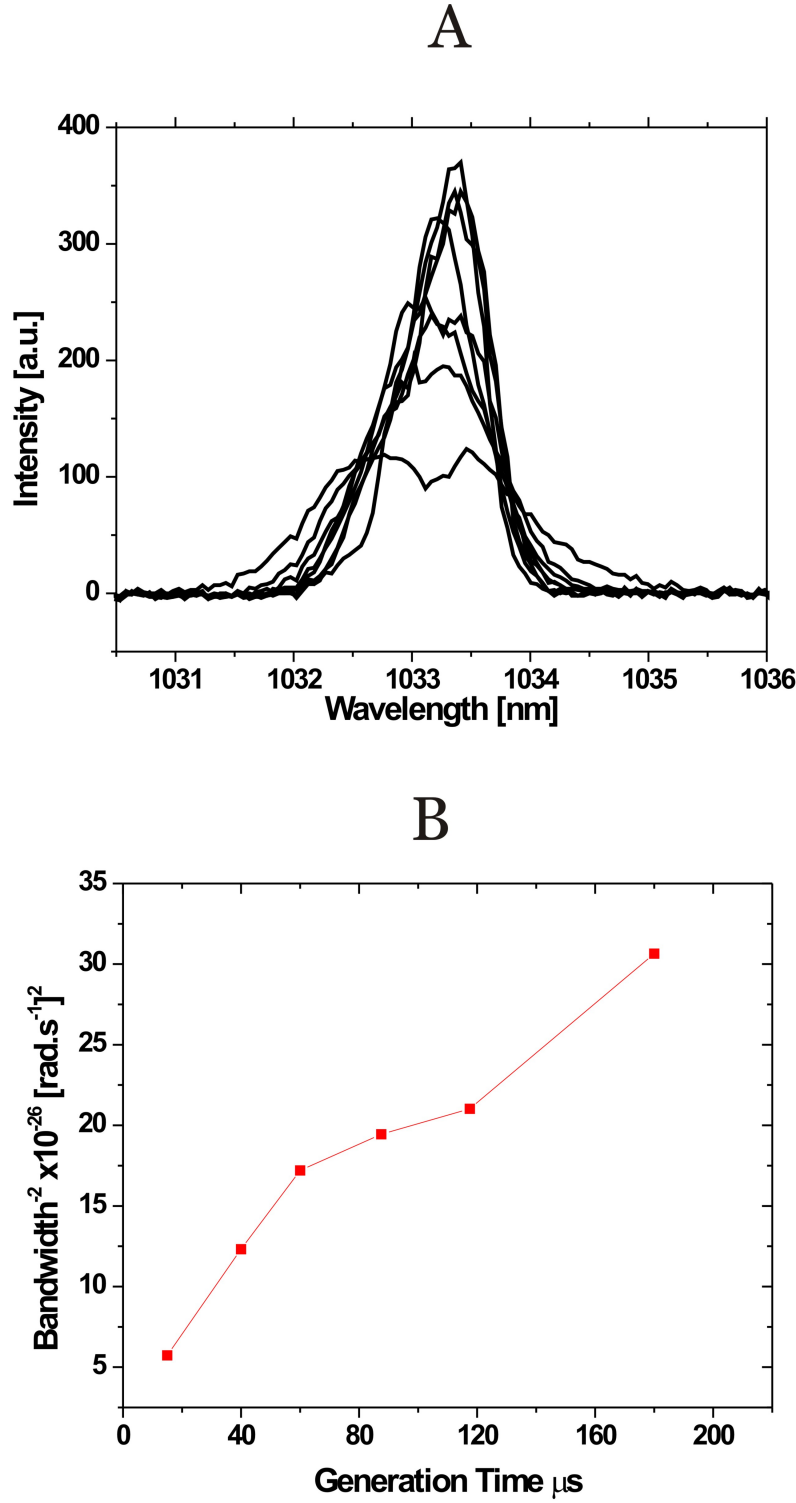 A
400
300
200
100
0
Intensity [a.u.]
1031 1032 1033 1034 1035 1036
Wavelength [nm]
B
35
30
25
20
15
10
5
Bandwidth⁻² x10⁻²⁶ [rad.s⁻¹]²
0 40 80 120 160 200
Generation Time μs